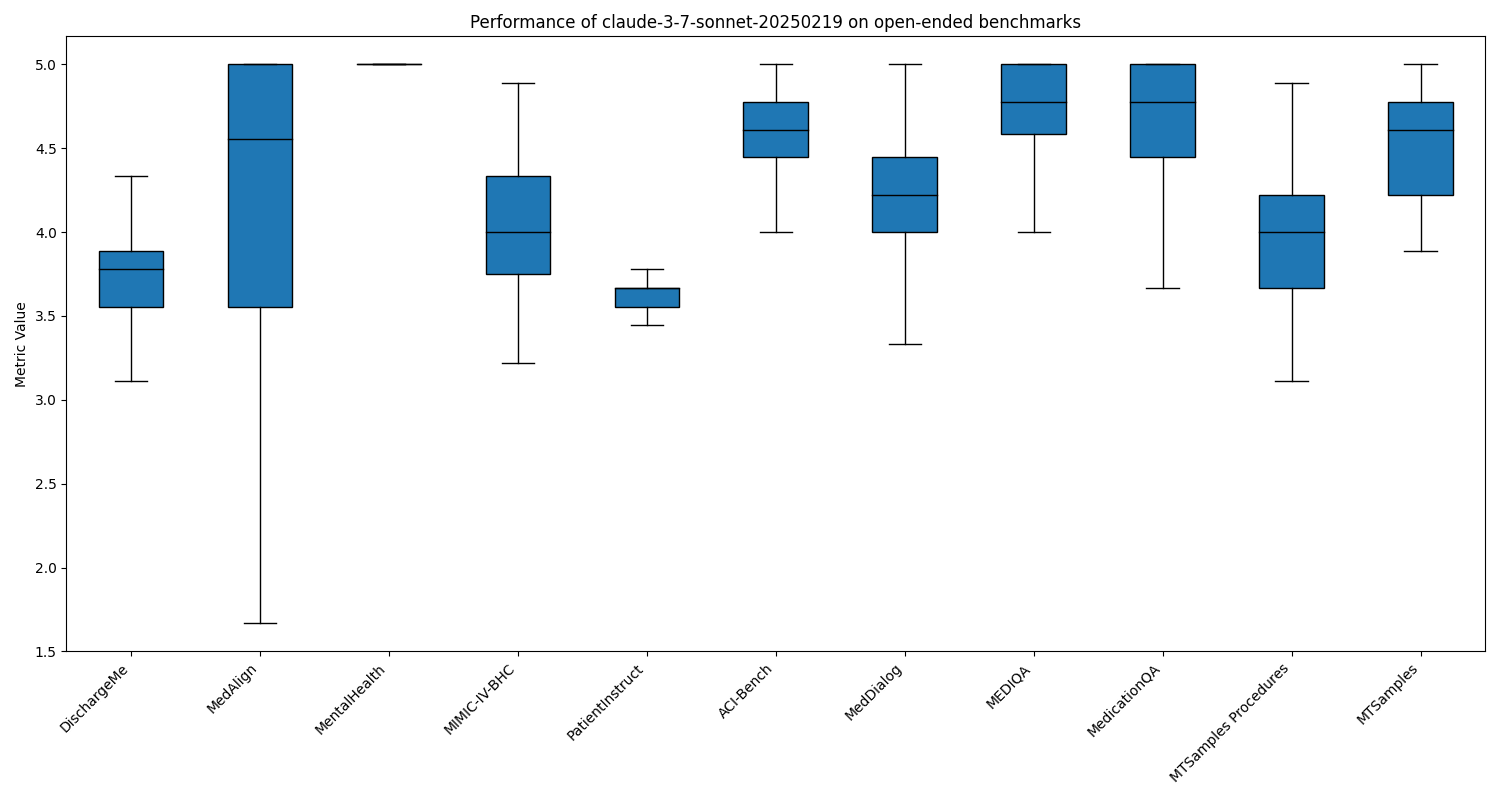 Performance of claude-3-7-sonnet-20250219 on open-ended benchmarks
Metric Value
5.0
4.5
4.0
3.5
3.0
2.5
2.0
1.5
DischargeMe
MedAlign
MentalHealth
MIMIC-IV-BHC
PatientInstruct
ACI-Bench
MedDialog
MEDIQA
MedicationQA
MTSamples Procedures
MTSamples